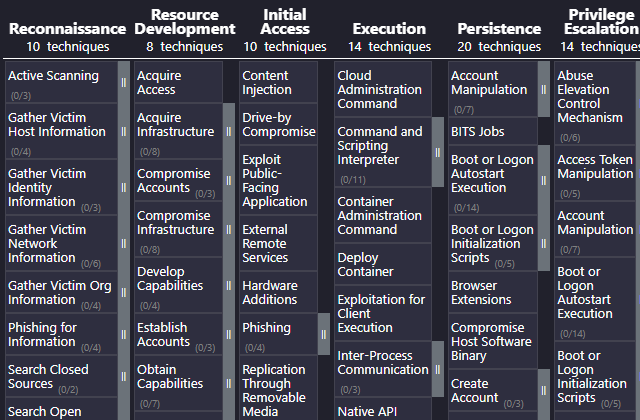 Reconnaissance
10 techniques
Active Scanning
(0/3)
Gather Victim
Host Information
(0/4)
Gather Victim
Identity
Information (0/3)
Gather Victim
Network
Information (0/6)
Gather Victim Org
Information (0/4)
Phishing for
Information (0/4)
Search Closed
Sources (0/2)
Search Open
Resource
Development
8 techniques
Acquire
Access
Acquire
Infrastructure
(0/8)
Compromise
Accounts (0/3)
Compromise
Infrastructure
(0/8)
Develop
Capabilities
(0/4)
Establish
Accounts (0/3)
Obtain
Capabilities
(0/7)
Initial
Access
10 techniques
Content
Injection
Drive-by
Compromise
Exploit
Public-
Facing
Application
External
Remote
Services
Hardware
Additions
Phishing
(0/4)
Replication
Through
Removable
Media
Execution
14 techniques
Cloud
Administration
Command
Command and
Scripting
Interpreter
(0/11)
Container
Administration
Command
Deploy
Container
Exploitation for
Client
Execution
Inter-Process
Communication
(0/3)
Native API
Persistence
20 techniques
Account
Manipulation
(0/7)
BITS Jobs
Boot or Logon
Autostart
Execution
(0/14)
Boot or Logon
Initialization
Scripts (0/5)
Browser
Extensions
Compromise
Host Software
Binary
Create
Account (0/3)
Privilege
Escalation
14 techniques
Abuse
Elevation
Control
Mechanism
(0/6)
Access Token
Manipulation
(0/5)
Account
Manipulation
(0/7)
Boot or
Logon
Autostart
Execution
(0/14)
Boot or
Logon
Initialization
Scripts (0/5)